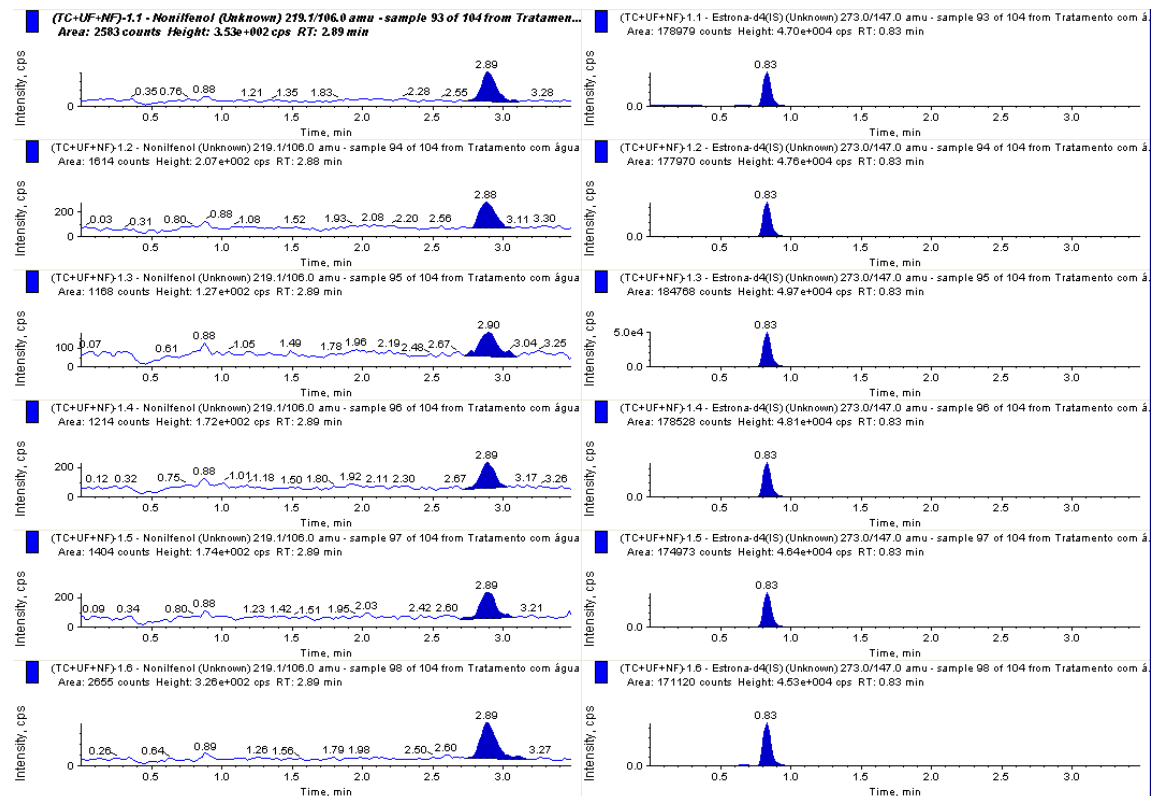 (TC+UF+NF)-1.1 - Nonilfenol (Unknown) 219.1/106.0 amu - sample 93 of 104 from Tratamen...
Area: 2583 counts Height: 3.53e+002 cps RT: 2.89 min
Intensity, cps
0
0.35 0.76 0.88 1.21 1.35 1.83 2.28 2.55 2.89 3.28
0.5 1.0 1.5 2.0 2.5 3.0
Time, min
(TC+UF+NF)-1.1 - Estrona-d4(IS) (Unknown) 273.0/147.0 amu - sample 93 of 104 from Tratamento com á.
Area: 178979 counts Height: 4.70e+004 cps RT: 0.83 min
Intensity, cps
0.0
0.83
0.5 1.0 1.5 2.0 2.5 3.0
Time, min
(TC+UF+NF)-1.2 - Nonilfenol (Unknown) 219.1/106.0 amu - sample 94 of 104 from Tratamento com água
Area: 1614 counts Height: 2.07e+002 cps RT: 2.88 min
Intensity, cps
200
0
0.03 0.31 0.80 0.88 1.08 1.52 1.93 2.08 2.20 2.56 2.88 3.11 3.30
0.5 1.0 1.5 2.0 2.5 3.0
Time, min
(TC+UF+NF)-1.2 - Estrona-d4(IS) (Unknown) 273.0/147.0 amu - sample 94 of 104 from Tratamento com á.
Area: 177970 counts Height: 4.76e+004 cps RT: 0.83 min
Intensity, cps
0.0
0.83
0.5 1.0 1.5 2.0 2.5 3.0
Time, min
(TC+UF+NF)-1.3 - Nonilfenol (Unknown) 219.1/106.0 amu - sample 95 of 104 from Tratamento com água
Area: 1168 counts Height: 1.27e+002 cps RT: 2.89 min
Intensity, cps
100
0
0.07 0.61 0.88 1.05 1.49 1.78 1.96 2.19 2.48 2.67 2.90 3.04 3.25
0.5 1.0 1.5 2.0 2.5 3.0
Time, min
(TC+UF+NF)-1.3 - Estrona-d4(IS) (Unknown) 273.0/147.0 amu - sample 95 of 104 from Tratamento com á.
Area: 184768 counts Height: 4.97e+004 cps RT: 0.83 min
Intensity, cps
5.0e4
0.0
0.83
0.5 1.0 1.5 2.0 2.5 3.0
Time, min
(TC+UF+NF)-1.4 - Nonilfenol (Unknown) 219.1/106.0 amu - sample 96 of 104 from Tratamento com água
Area: 1214 counts Height: 1.72e+002 cps RT: 2.89 min
Intensity, cps
200
0
0.12 0.32 0.75 0.88 1.01 1.18 1.50 1.80 1.92 2.11 2.30 2.67 2.89 3.17 3.26
0.5 1.0 1.5 2.0 2.5 3.0
Time, min
(TC+UF+NF)-1.4 - Estrona-d4(IS) (Unknown) 273.0/147.0 amu - sample 96 of 104 from Tratamento com á.
Area: 178528 counts Height: 4.81e+004 cps RT: 0.83 min
Intensity, cps
0.0
0.83
0.5 1.0 1.5 2.0 2.5 3.0
Time, min
(TC+UF+NF)-1.5 - Nonilfenol (Unknown) 219.1/106.0 amu - sample 97 of 104 from Tratamento com água
Area: 1404 counts Height: 1.74e+002 cps RT: 2.89 min
Intensity, cps
200
0
0.09 0.34 0.80 0.88 1.23 1.42 1.51 1.95 2.03 2.42 2.60 2.89 3.21
0.5 1.0 1.5 2.0 2.5 3.0
Time, min
(TC+UF+NF)-1.5 - Estrona-d4(IS) (Unknown) 273.0/147.0 amu - sample 97 of 104 from Tratamento com á.
Area: 174973 counts Height: 4.64e+004 cps RT: 0.83 min
Intensity, cps
0.0
0.83
0.5 1.0 1.5 2.0 2.5 3.0
Time, min
(TC+UF+NF)-1.6 - Nonilfenol (Unknown) 219.1/106.0 amu - sample 98 of 104 from Tratamento com água
Area: 2655 counts Height: 3.26e+002 cps RT: 2.89 min
Intensity, cps
0
0.26 0.64 0.89 1.26 1.56 1.79 1.98 2.50 2.60 2.89 3.27
0.5 1.0 1.5 2.0 2.5 3.0
Time, min
(TC+UF+NF)-1.6 - Estrona-d4(IS) (Unknown) 273.0/147.0 amu - sample 98 of 104 from Tratamento com á.
Area: 171120 counts Height: 4.53e+004 cps RT: 0.83 min
Intensity, cps
0.0
0.83
0.5 1.0 1.5 2.0 2.5 3.0
Time, min